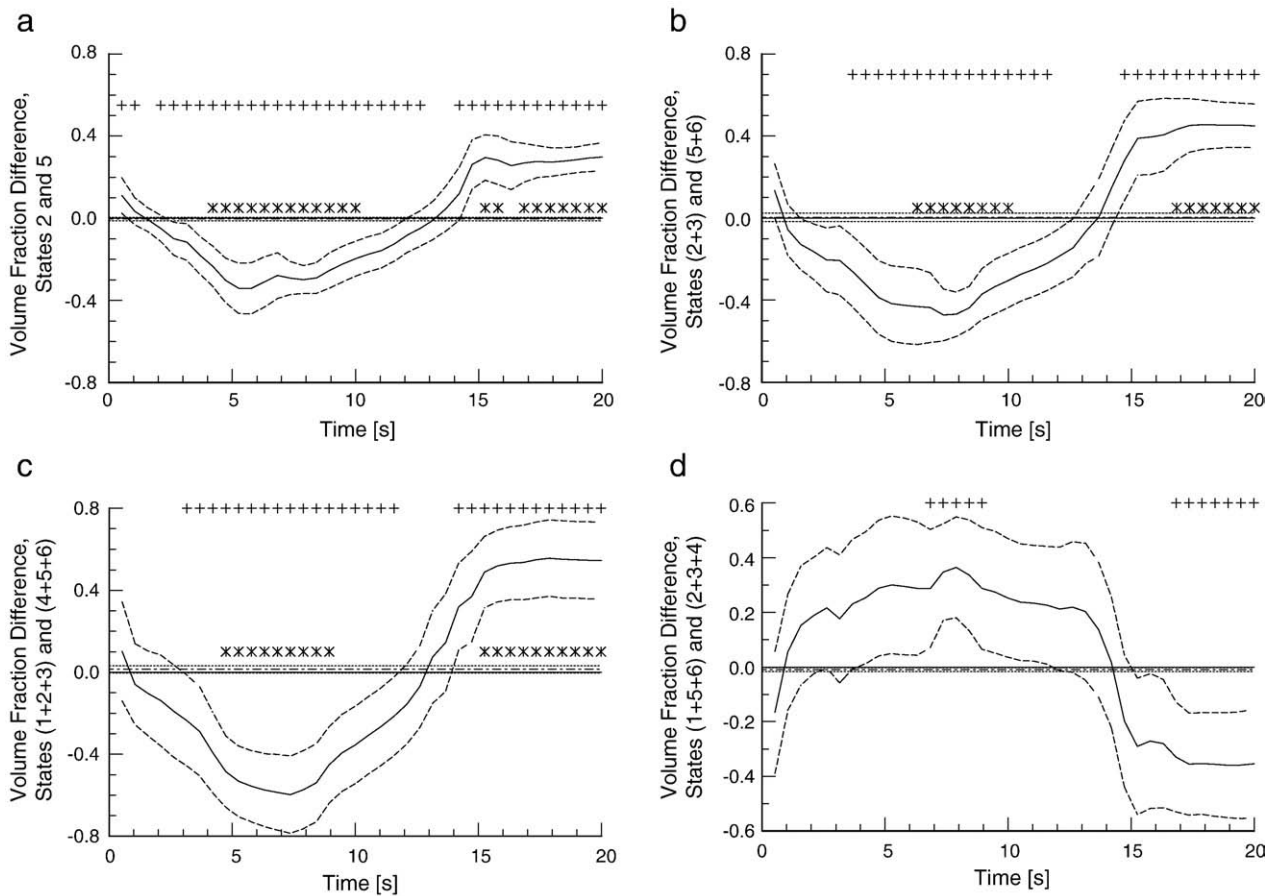 a
Volume Fraction Difference,
States 2 and 5
0.8
0.4
0.0
-0.4
-0.8
0 5 10 15 20
Time [s]
b
Volume Fraction Difference,
States (2+3) and (5+6)
0.8
0.4
0.0
-0.4
-0.8
0 5 10 15 20
Time [s]
c
Volume Fraction Difference,
States (1+2+3) and (4+5+6)
0.8
0.4
0.0
-0.4
-0.8
0 5 10 15 20
Time [s]
d
Volume Fraction Difference,
States (1+5+6) and (2+3+4)
0.6
0.4
0.2
0.0
-0.2
-0.4
-0.6
0 5 10 15 20
Time [s]